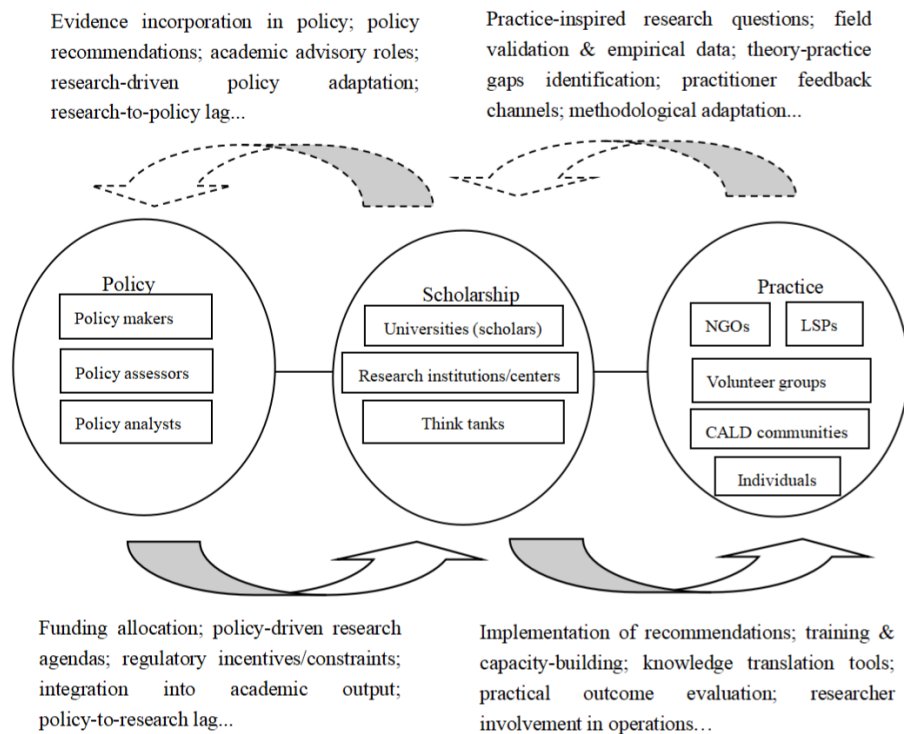 Evidence incorporation in policy; policy
recommendations; academic advisory roles;
research-driven policy adaptation;
research-to-policy lag...
Practice-inspired research questions; field
validation & empirical data; theory-practice
gaps identification; practitioner feedback
channels; methodological adaptation...
Policy
Policy makers
Policy assessors
Policy analysts
Scholarship
Universities (scholars)
Research institutions/centers
Think tanks
Practice
NGOs
LSPs
Volunteer groups
CALD communities
Individuals
Funding allocation; policy-driven research
agendas; regulatory incentives/constraints;
integration into academic output;
policy-to-research lag...
Implementation of recommendations; training &
capacity-building; knowledge translation tools;
practical outcome evaluation; researcher
involvement in operations…